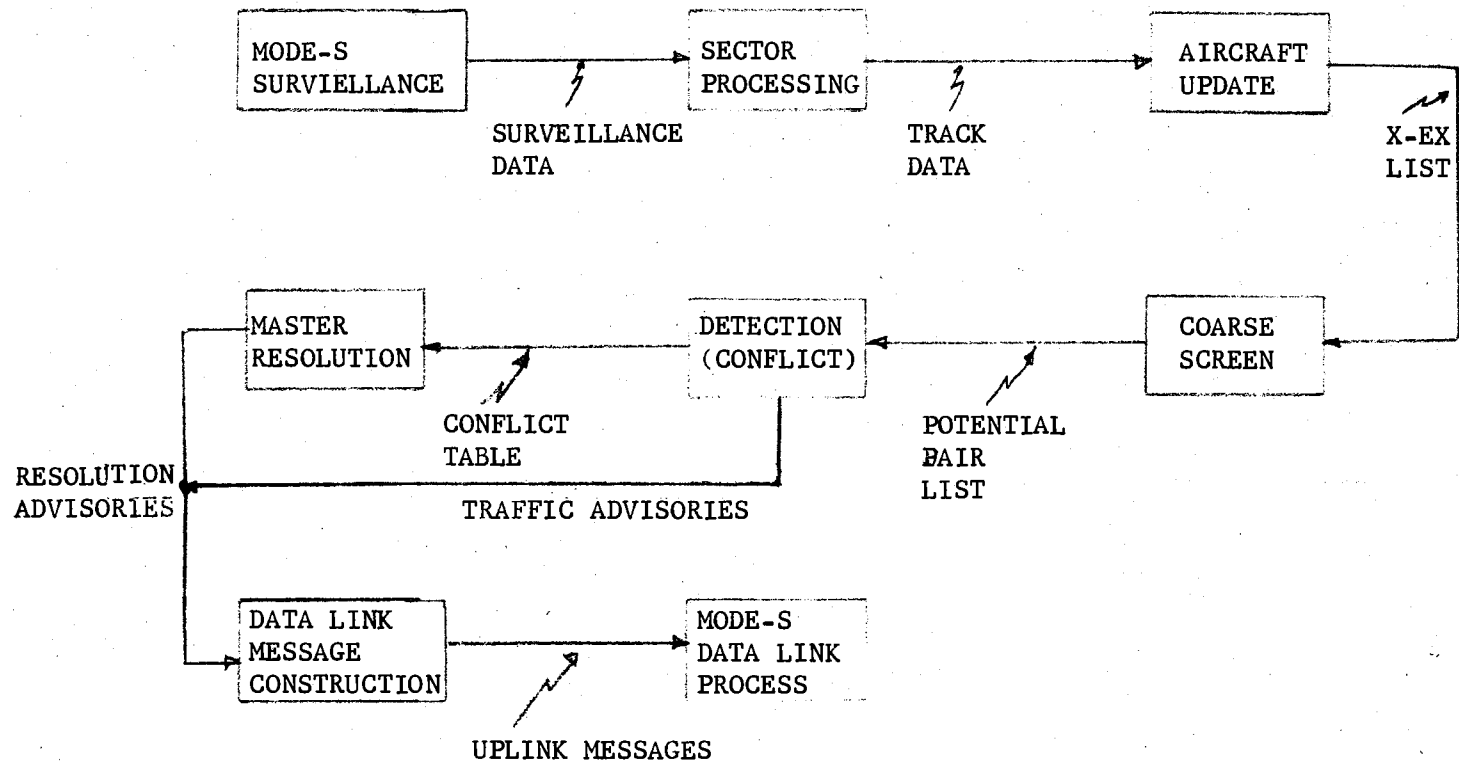 MODE-S
SURVIELLANCE
SECTOR
PROCESSING
AIRCRAFT
UPDATE
SURVEILLANCE
DATA
TRACK
DATA
X-EX
LIST
MASTER
RESOLUTION
DETECTION
(CONFLICT)
COARSE
SCREEN
CONFLICT
TABLE
POTENTIAL
PAIR
LIST
RESOLUTION
ADVISORIES
TRAFFIC ADVISORIES
DATA LINK
MESSAGE
CONSTRUCTION
MODE-S
DATA LINK
PROCESS
UPLINK MESSAGES